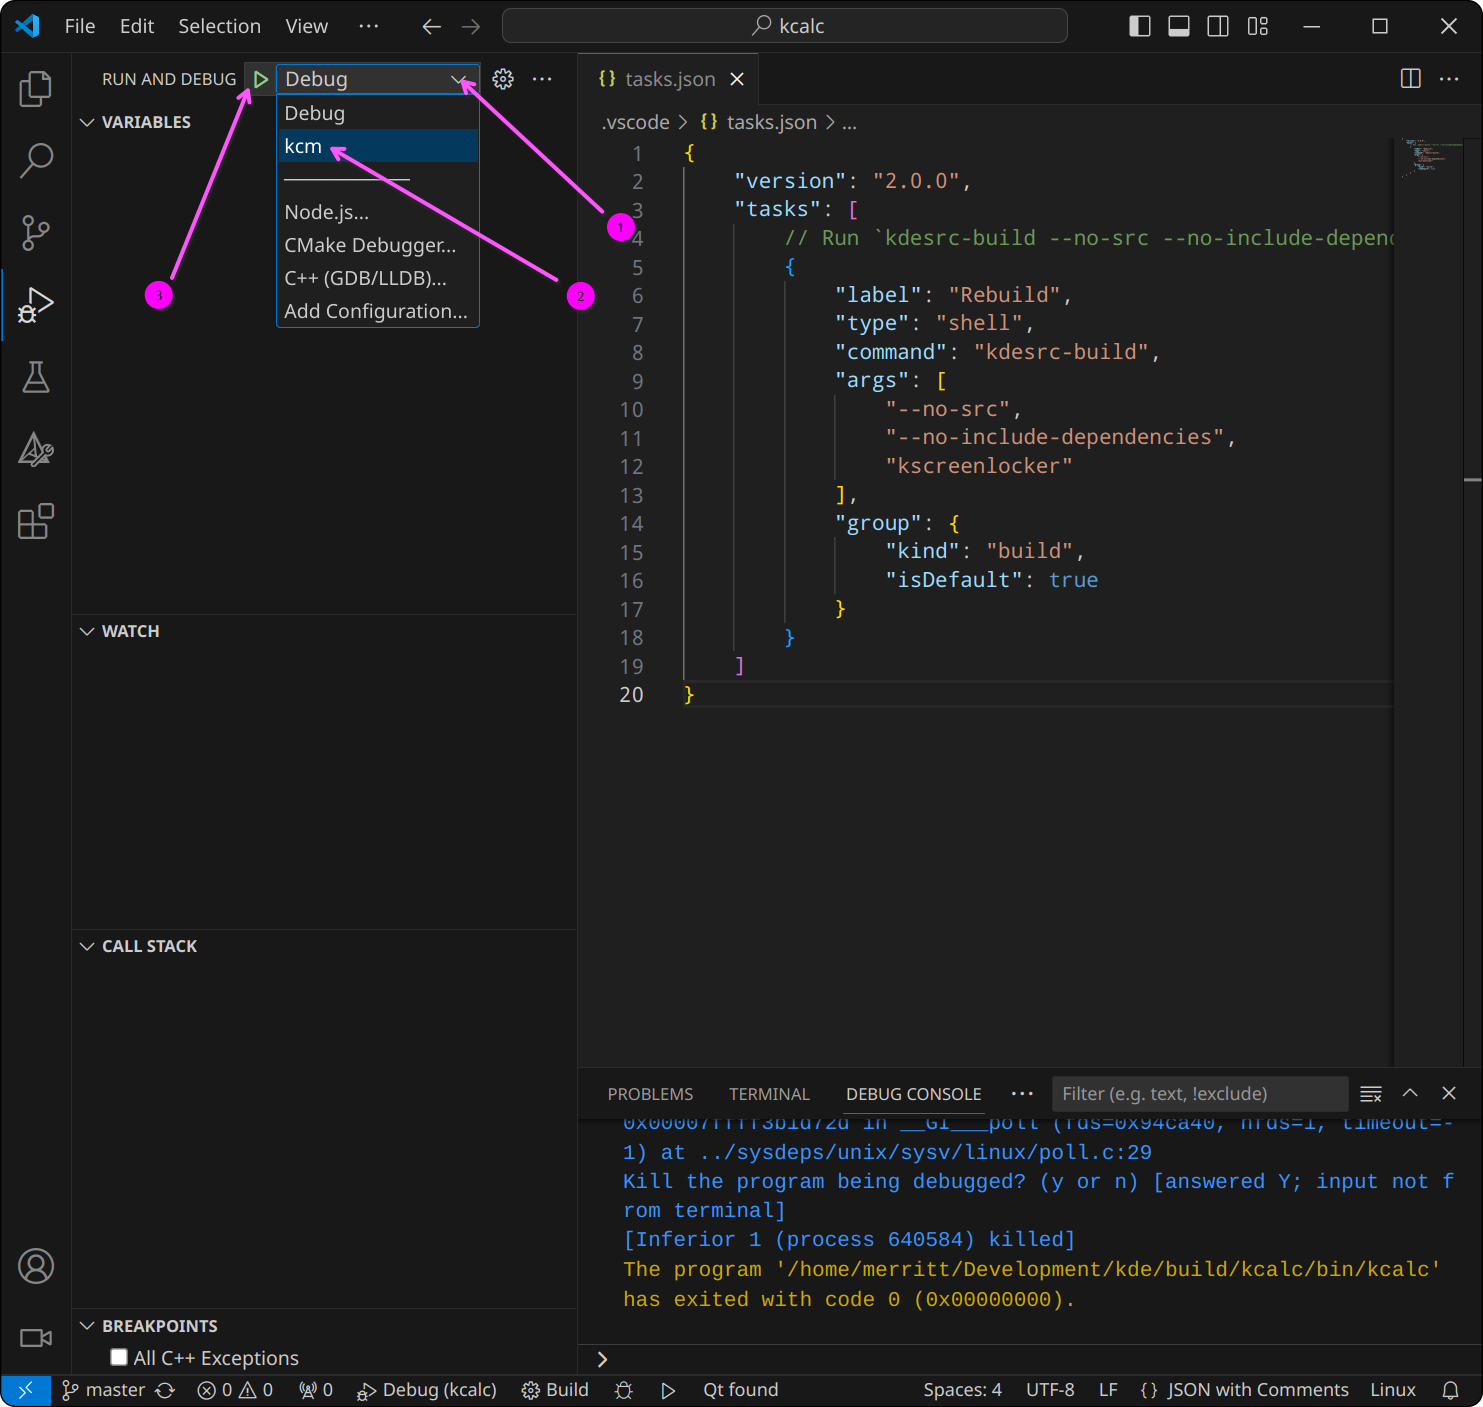 File Edit Selection View ··· kcalc
RUN AND DEBUG Debug
Debug
kcm
Node.js...
CMake Debugger...
C++ (GDB/LLDB)...
Add Configuration...
1
2
3
VARIABLES
WATCH
CALL STACK
BREAKPOINTS
All C++ Exceptions
{} tasks.json
.vscode > {} tasks.json > ...
1 {
2 "version": "2.0.0",
3 "tasks": [
4 // Run `kdesrc-build --no-src --no-include-depen
5 {
6 "label": "Rebuild",
7 "type": "shell",
8 "command": "kdesrc-build",
9 "args": [
10 "--no-src",
11 "--no-include-dependencies",
12 "kscreenlocker"
13 ],
14 "group": {
15 "kind": "build",
16 "isDefault": true
17 }
18 }
19 ]
20 }
PROBLEMS TERMINAL DEBUG CONSOLE ··· Filter (e.g. text, !exclude)
0x00007ffff3b1d72d in __GI___poll (fds=0x94ca40, nfds=1, timeout=-
1) at ../sysdeps/unix/sysv/linux/poll.c:29
Kill the program being debugged? (y or n) [answered Y; input not f
rom terminal]
[Inferior 1 (process 640584) killed]
The program '/home/merritt/Development/kde/build/kcalc/bin/kcalc'
has exited with code 0 (0x00000000).
>
master 0 0 0 Debug (kcalc) Build Qt found Spaces: 4 UTF-8 LF {} JSON with Comments Linux